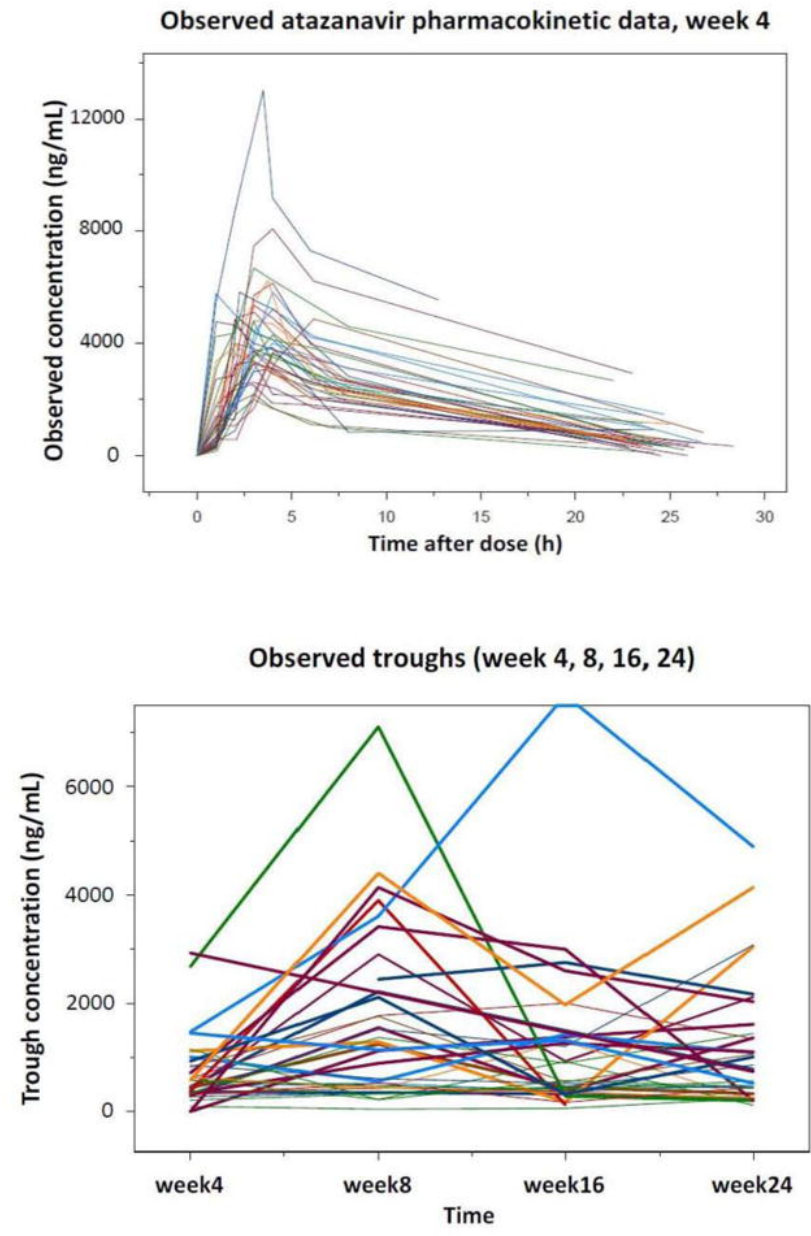 Observed atazanavir pharmacokinetic data, week 4
Observed concentration (ng/mL)
12000
8000
4000
0
0 5 10 15 20 25 30
Time after dose (h)
Observed troughs (week 4, 8, 16, 24)
Trough concentration (ng/mL)
6000
4000
2000
0
week4 week8 week16 week24
Time